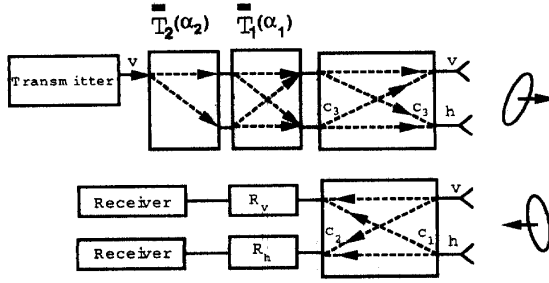 T̿₂(α₂) T̿₁(α₁)
Transmitter
v
v
c₃ c₃
h
Receiver Rᵥ
v
c₂ c₁
Receiver Rₕ
h